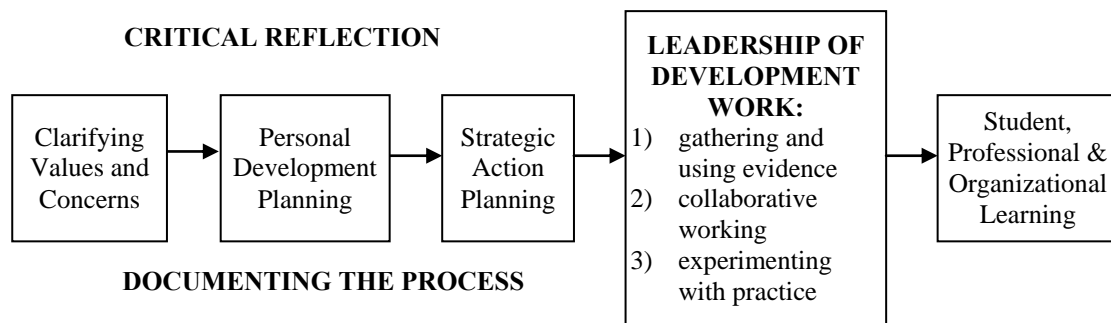 CRITICAL REFLECTION
Clarifying
Values and
Concerns
Personal
Development
Planning
Strategic
Action
Planning
LEADERSHIP OF
DEVELOPMENT
WORK:
1) gathering and
using evidence
2) collaborative
working
3) experimenting
with practice
Student,
Professional &
Organizational
Learning
DOCUMENTING THE PROCESS